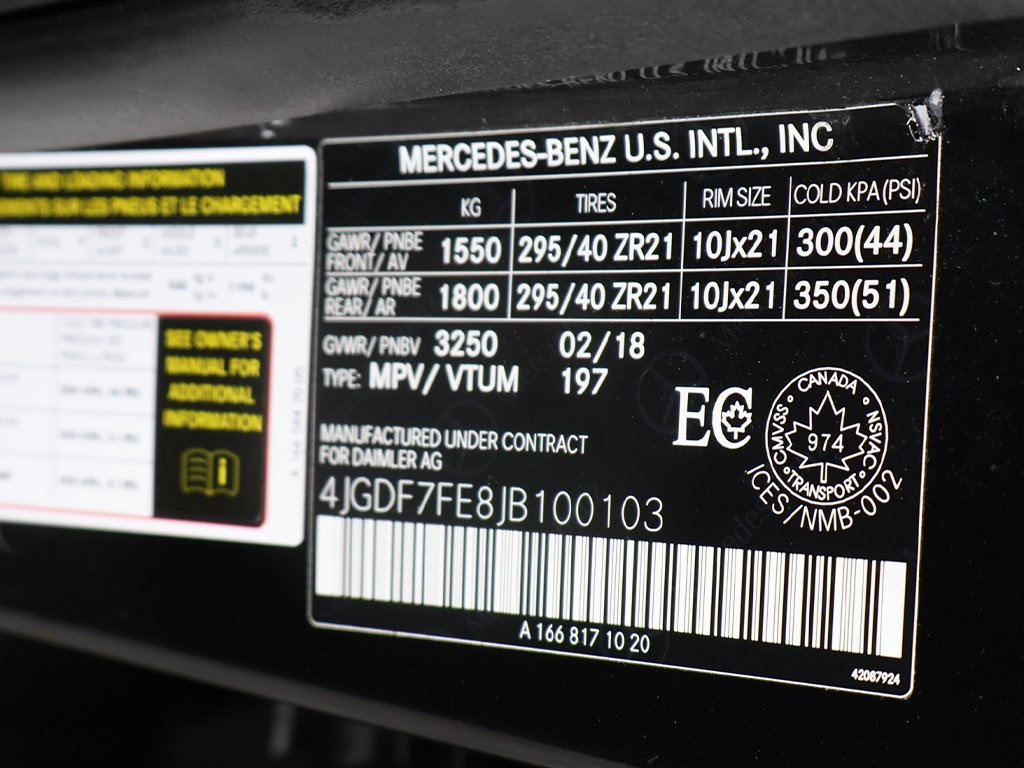 TIRE AND LOADING INFORMATION
SUR LES PNEUS ET LE CHARGEMENT
SEE OWNER'S
MANUAL FOR
ADDITIONAL
INFORMATION
A 166 584 20 05
MERCEDES-BENZ U.S. INTL., INC
KG TIRES RIM SIZE COLD KPA (PSI)
GAWR/ PNBE
FRONT/ AV 1550 295/40 ZR21 10Jx21 300(44)
GAWR/ PNBE
REAR/ AR 1800 295/40 ZR21 10Jx21 350(51)
GVWR/ PNBV 3250 02/18
TYPE: MPV/ VTUM 197
EC
CANADA
CMVSS NSVAC
974
TRANSPORT
ICES/NMB-002
MANUFACTURED UNDER CONTRACT
FOR DAIMLER AG
4JGDF7FE8JB100103
A 166 817 10 20
42087924